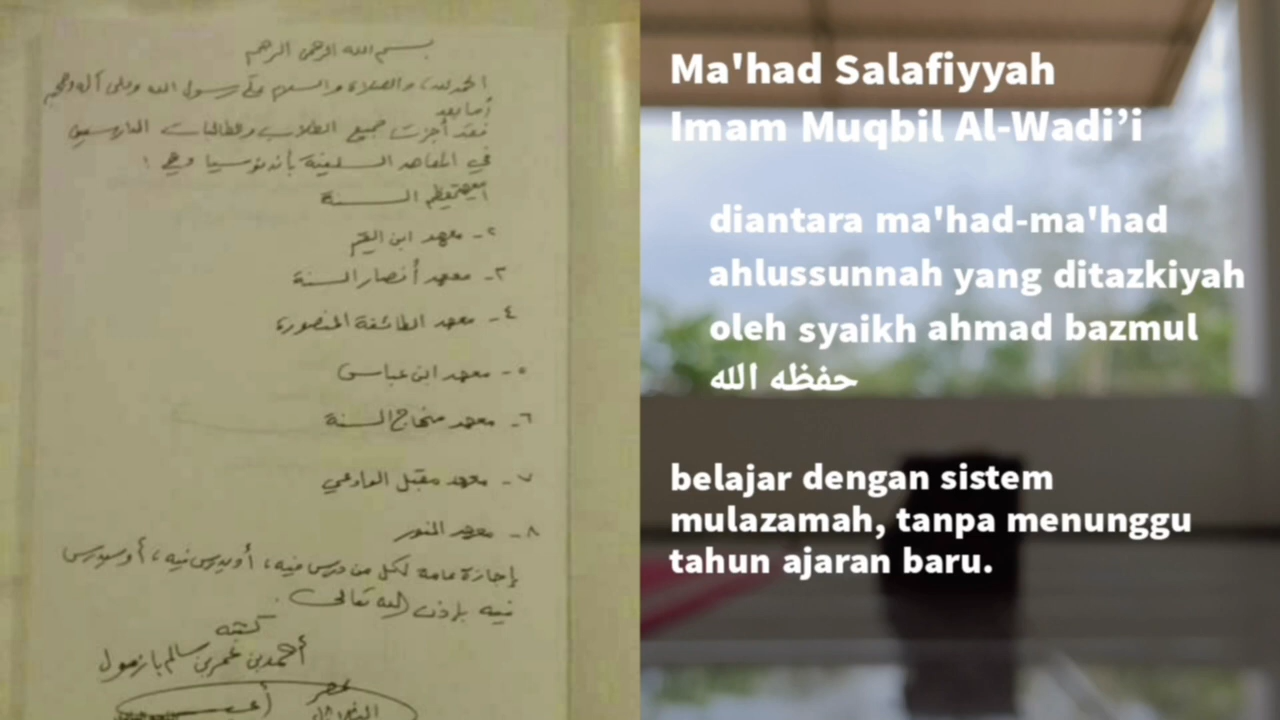 بسم الله الرحمن الرحيم
الحمد لله والصلاة والسلام على رسول الله وعلى آله وصحبه
أما بعد
فقد أجزت جميع الطلاب والطالبات الدارسين
في المعاهد السلفية بأندونوسيا وهي :
السنة
٢- معهد ابن القيم
٣- معهد أنصار السنة
٤- معهد الطائفة المنصورة
٥- معهد ابن عباس
٦- معهد منهاج السنة
٧- معهد مقبل الوادعي
٨- معهد المنور
إجازة عامة لكل من درس فيه، أو يدرس فيه، أو سيدرس
فيه بإذن الله تعالى .
كتبه
أحمد بن عمر بن سالم بازمول
عصر
Ma'had Salafiyyah
Imam Muqbil Al-Wadi’i
diantara ma'had-ma'had
ahlussunnah yang ditazkiyah
oleh syaikh ahmad bazmul
حفظه الله
belajar dengan sistem
mulazamah, tanpa menunggu
tahun ajaran baru.